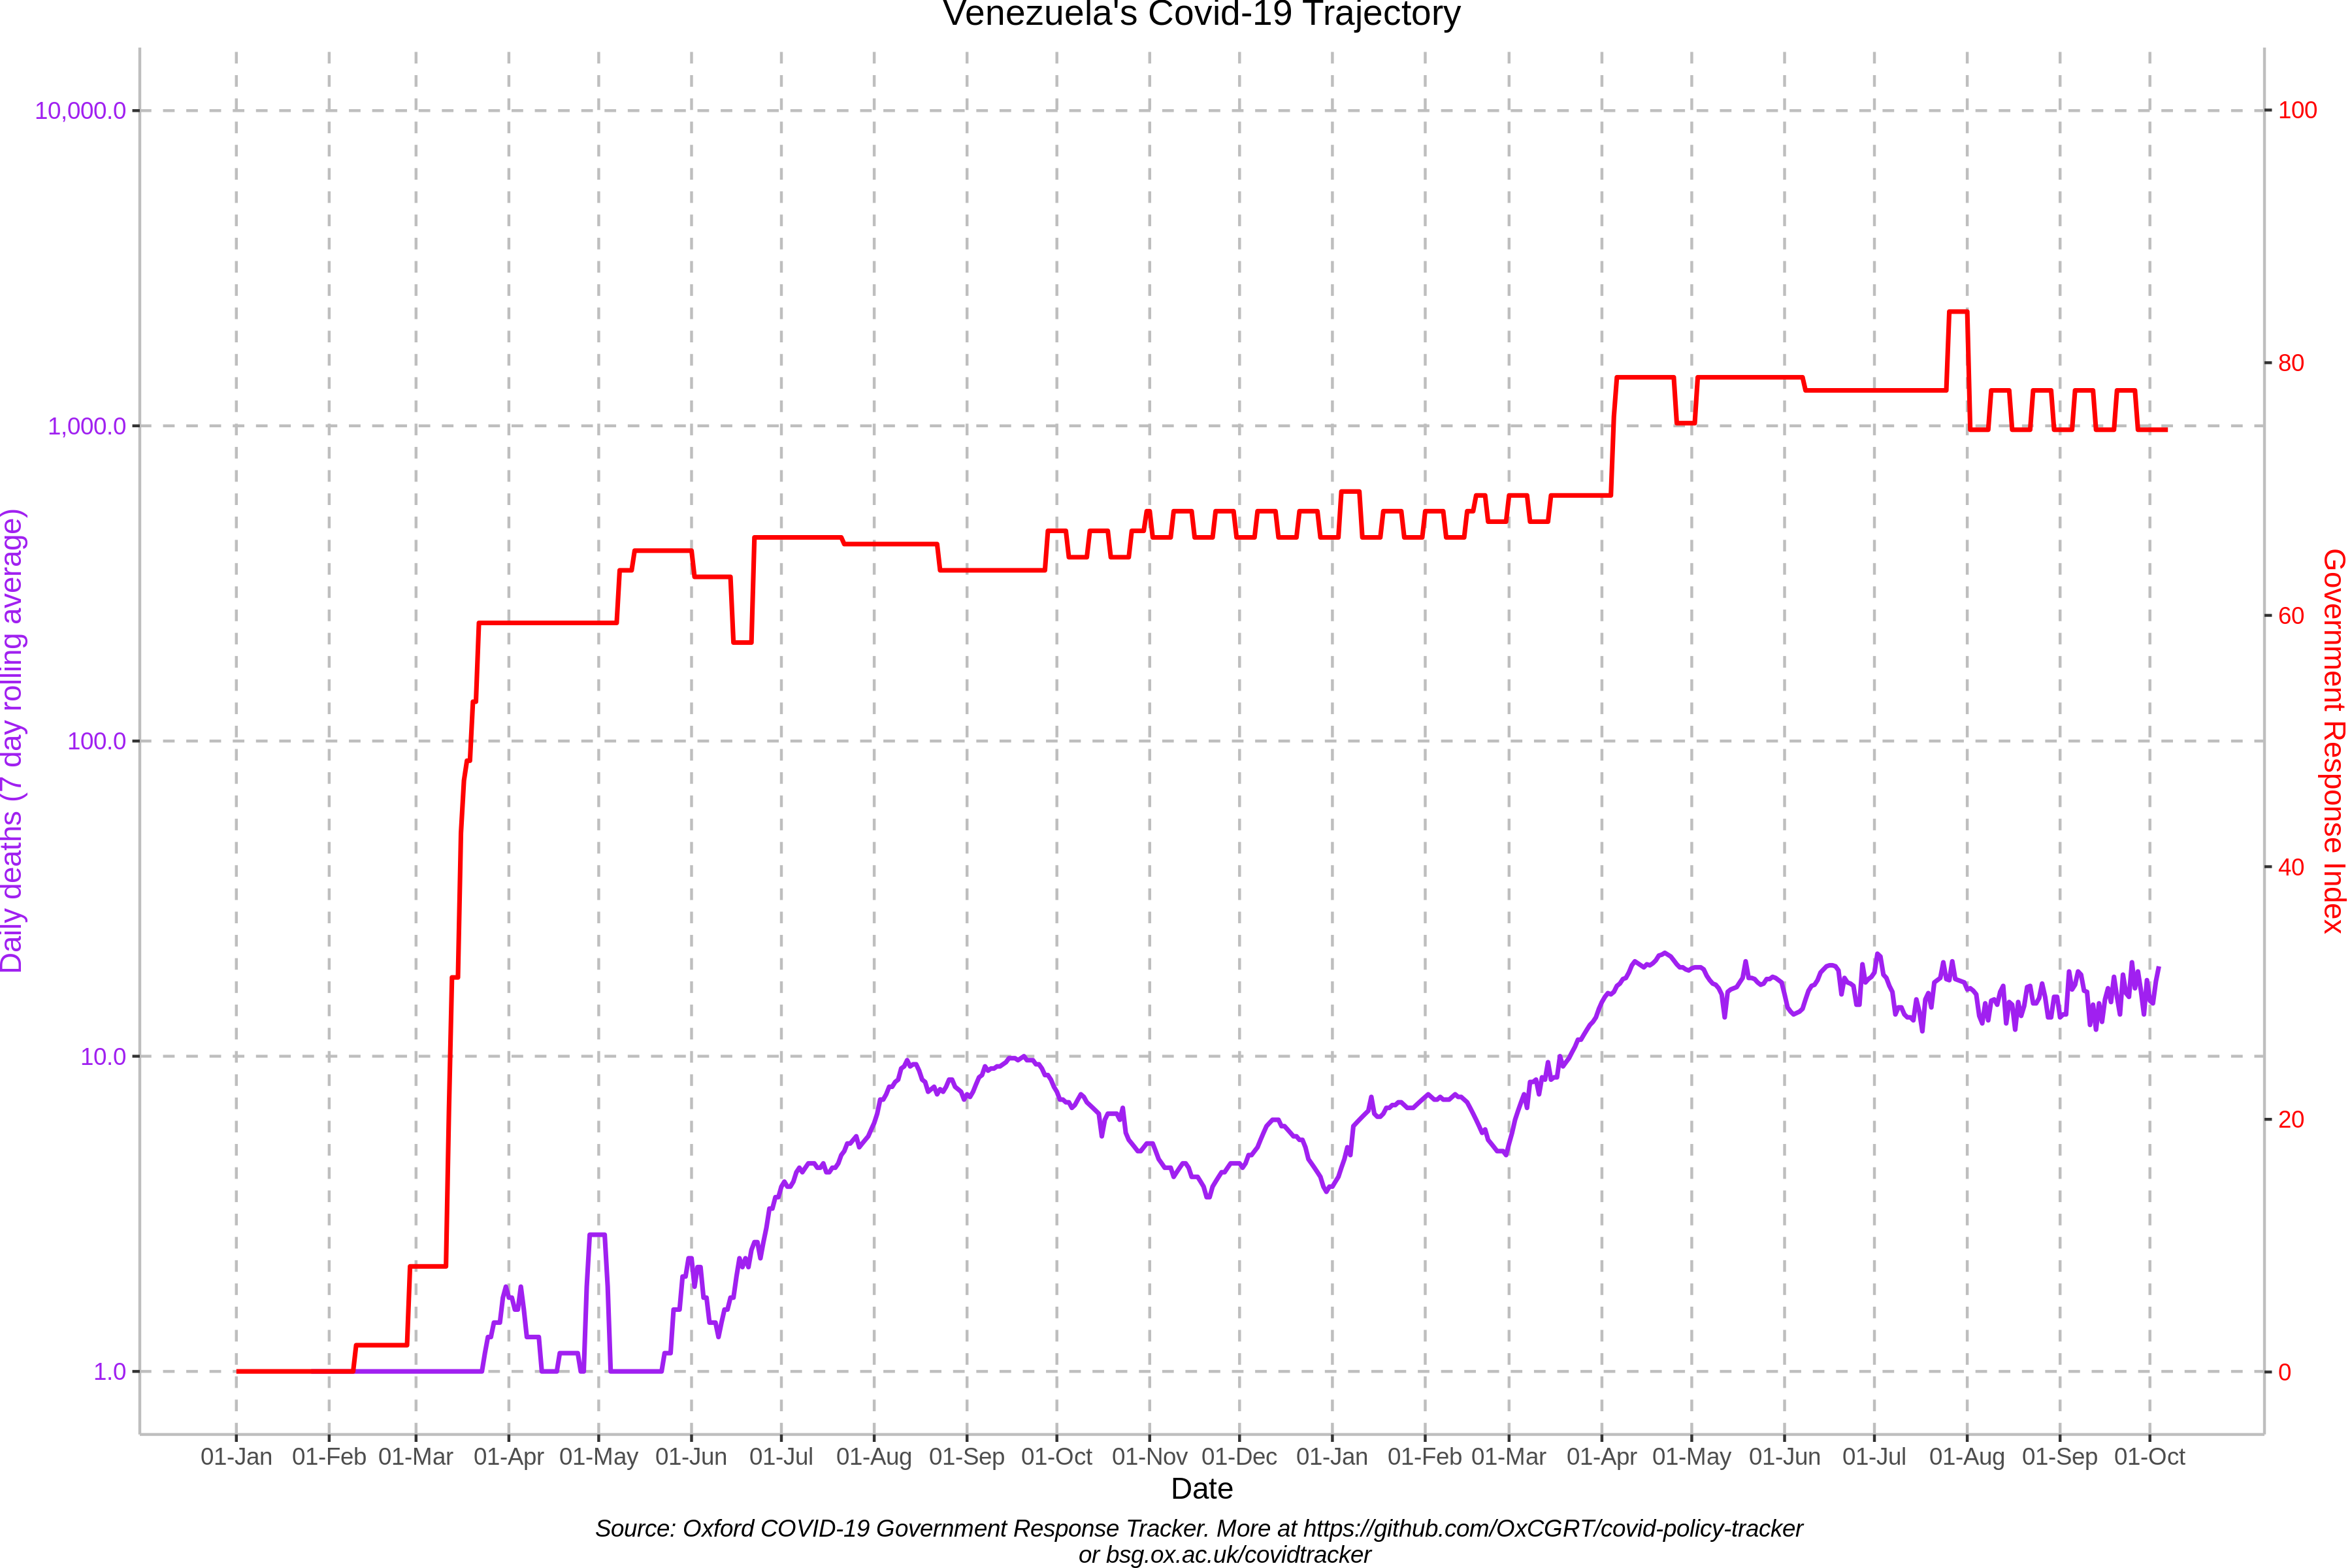 Venezuela's Covid-19 Trajectory
10,000.0
1,000.0
100.0
10.0
1.0
Daily deaths (7 day rolling average)
100
80
60
40
20
0
Government Response Index
01-Jan 01-Feb 01-Mar 01-Apr 01-May 01-Jun 01-Jul 01-Aug 01-Sep 01-Oct 01-Nov 01-Dec 01-Jan 01-Feb 01-Mar 01-Apr 01-May 01-Jun 01-Jul 01-Aug 01-Sep 01-Oct
Date
Source: Oxford COVID-19 Government Response Tracker. More at https://github.com/OxCGRT/covid-policy-tracker
or bsg.ox.ac.uk/covidtracker